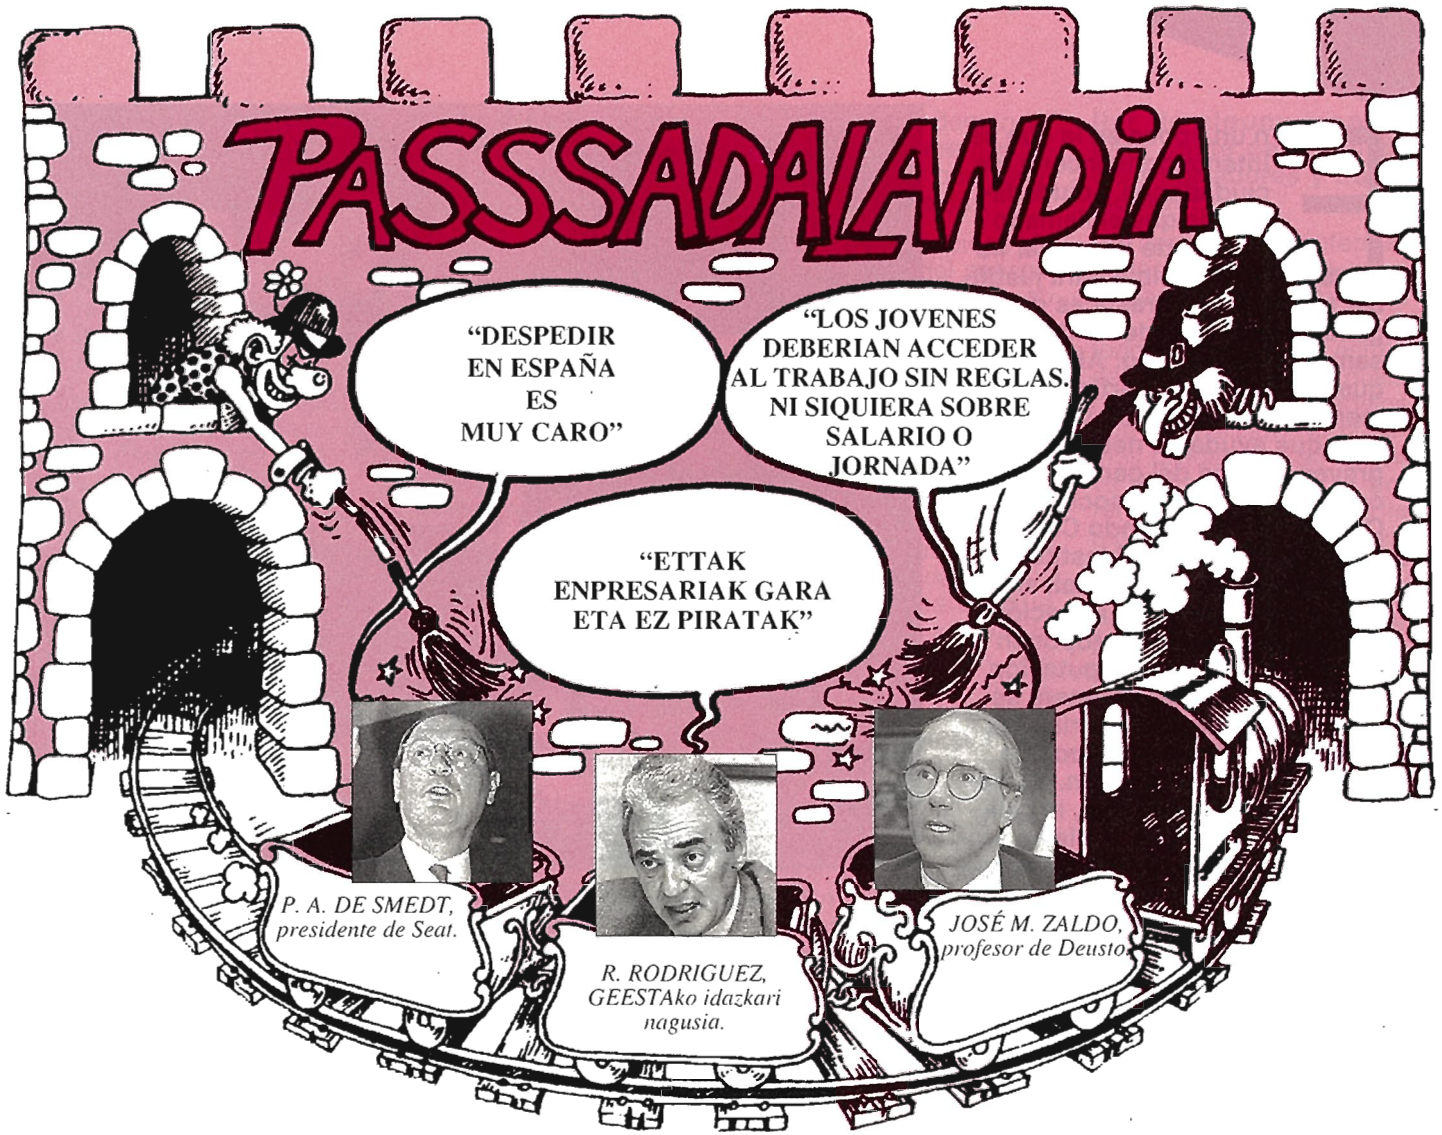 PASSSADALANDiA
“DESPEDIR
EN ESPAÑA
ES
MUY CARO”
“LOS JOVENES
DEBERIAN ACCEDER
AL TRABAJO SIN REGLAS.
NI SIQUIERA SOBRE
SALARIO O
JORNADA”
“ETTAK
ENPRESARIAK GARA
ETA EZ PIRATAK”
P. A. DE SMEDT,
presidente de Seat.
R. RODRIGUEZ,
GEESTAko idazkari
nagusia.
JOSÉ M. ZALDO,
profesor de Deusto